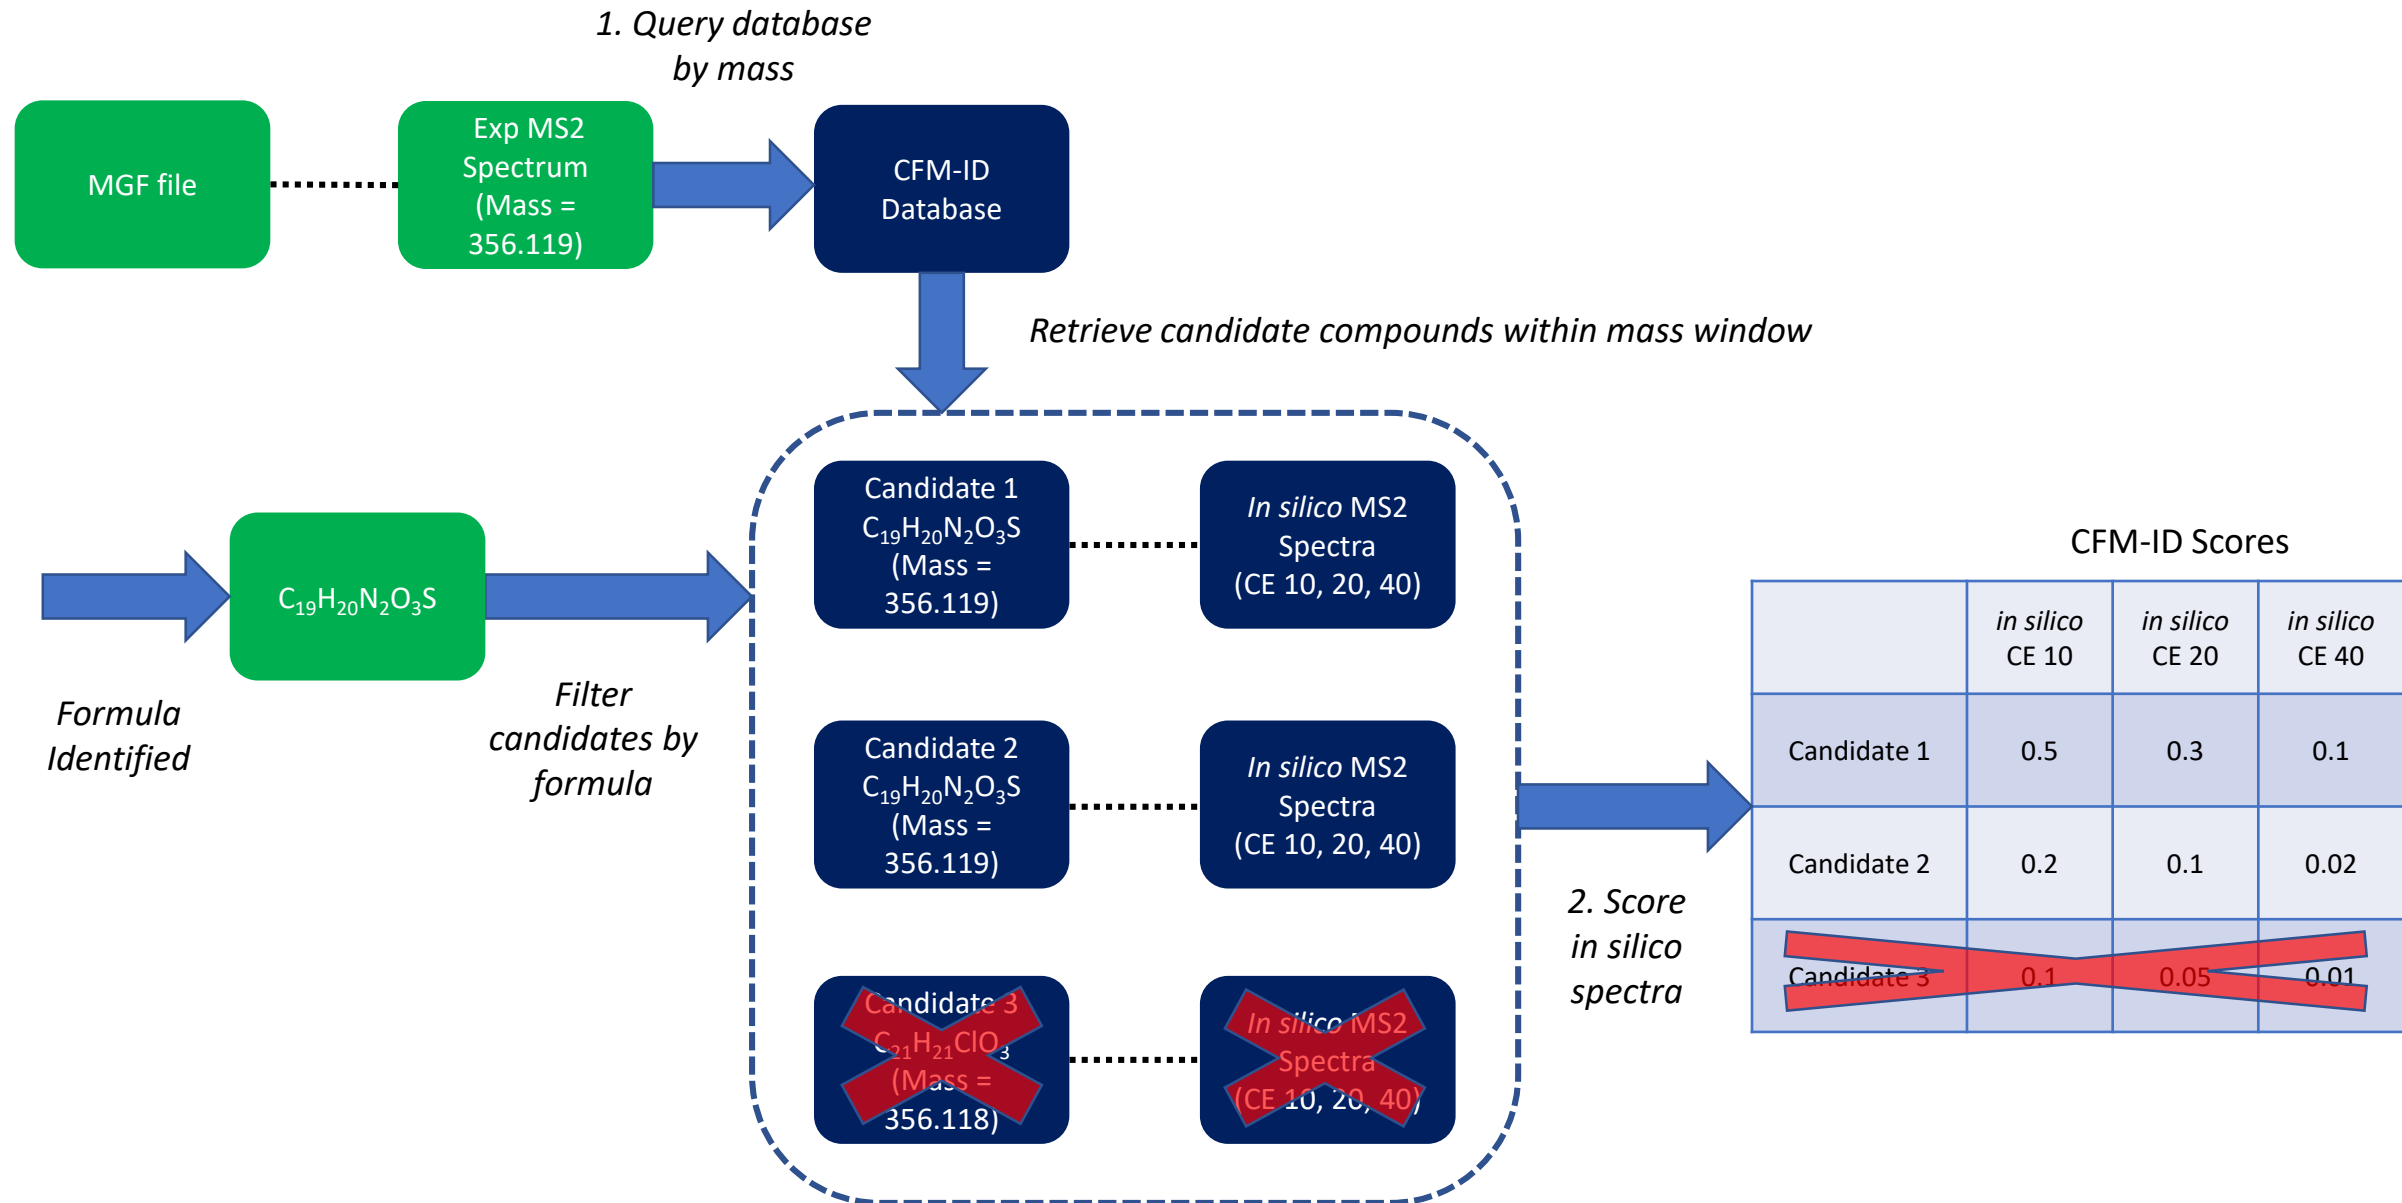 1. Query database
by mass
MGF file
Exp MS2
Spectrum
(Mass =
356.119)
CFM-ID
Database
Retrieve candidate compounds within mass window
Formula
Identified
C₁₉H₂₀N₂O₃S
Filter
candidates by
formula
Candidate 1
C₁₉H₂₀N₂O₃S
(Mass =
356.119)
In silico MS2
Spectra
(CE 10, 20, 40)
Candidate 2
C₁₉H₂₀N₂O₃S
(Mass =
356.119)
In silico MS2
Spectra
(CE 10, 20, 40)
Candidate 3
C₂₁H₂₁ClO₃
(Mass =
356.118)
In silico MS2
Spectra
(CE 10, 20, 40)
2. Score
in silico
spectra
CFM-ID Scores
in silico
CE 10
in silico
CE 20
in silico
CE 40
Candidate 1 0.5 0.3 0.1
Candidate 2 0.2 0.1 0.02
Candidate 3 0.1 0.05 0.01